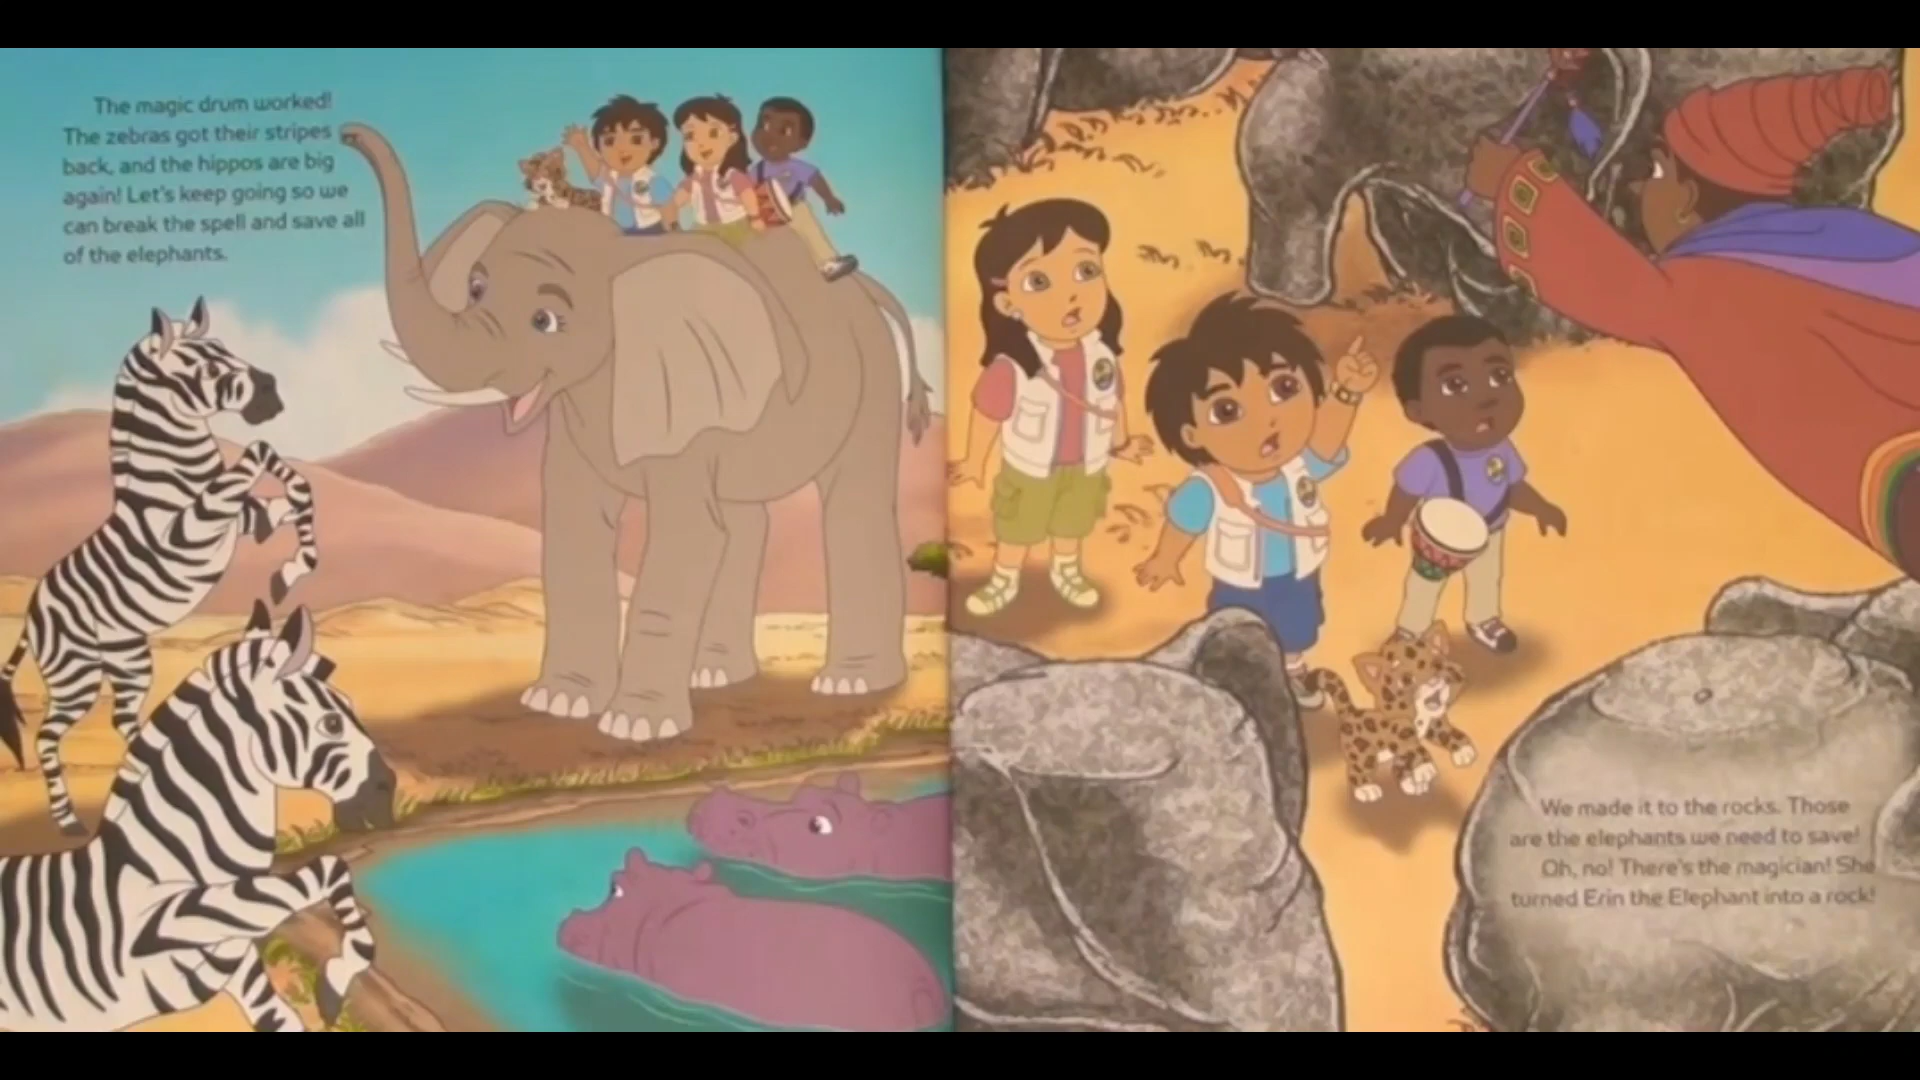 The magic drum worked!
The zebras got their stripes
back, and the hippos are big
again! Let's keep going so we
can break the spell and save all
of the elephants.
We made it to the rocks. Those
are the elephants we need to save!
Oh, no! There's the magician! She
turned Erin the Elephant into a rock!